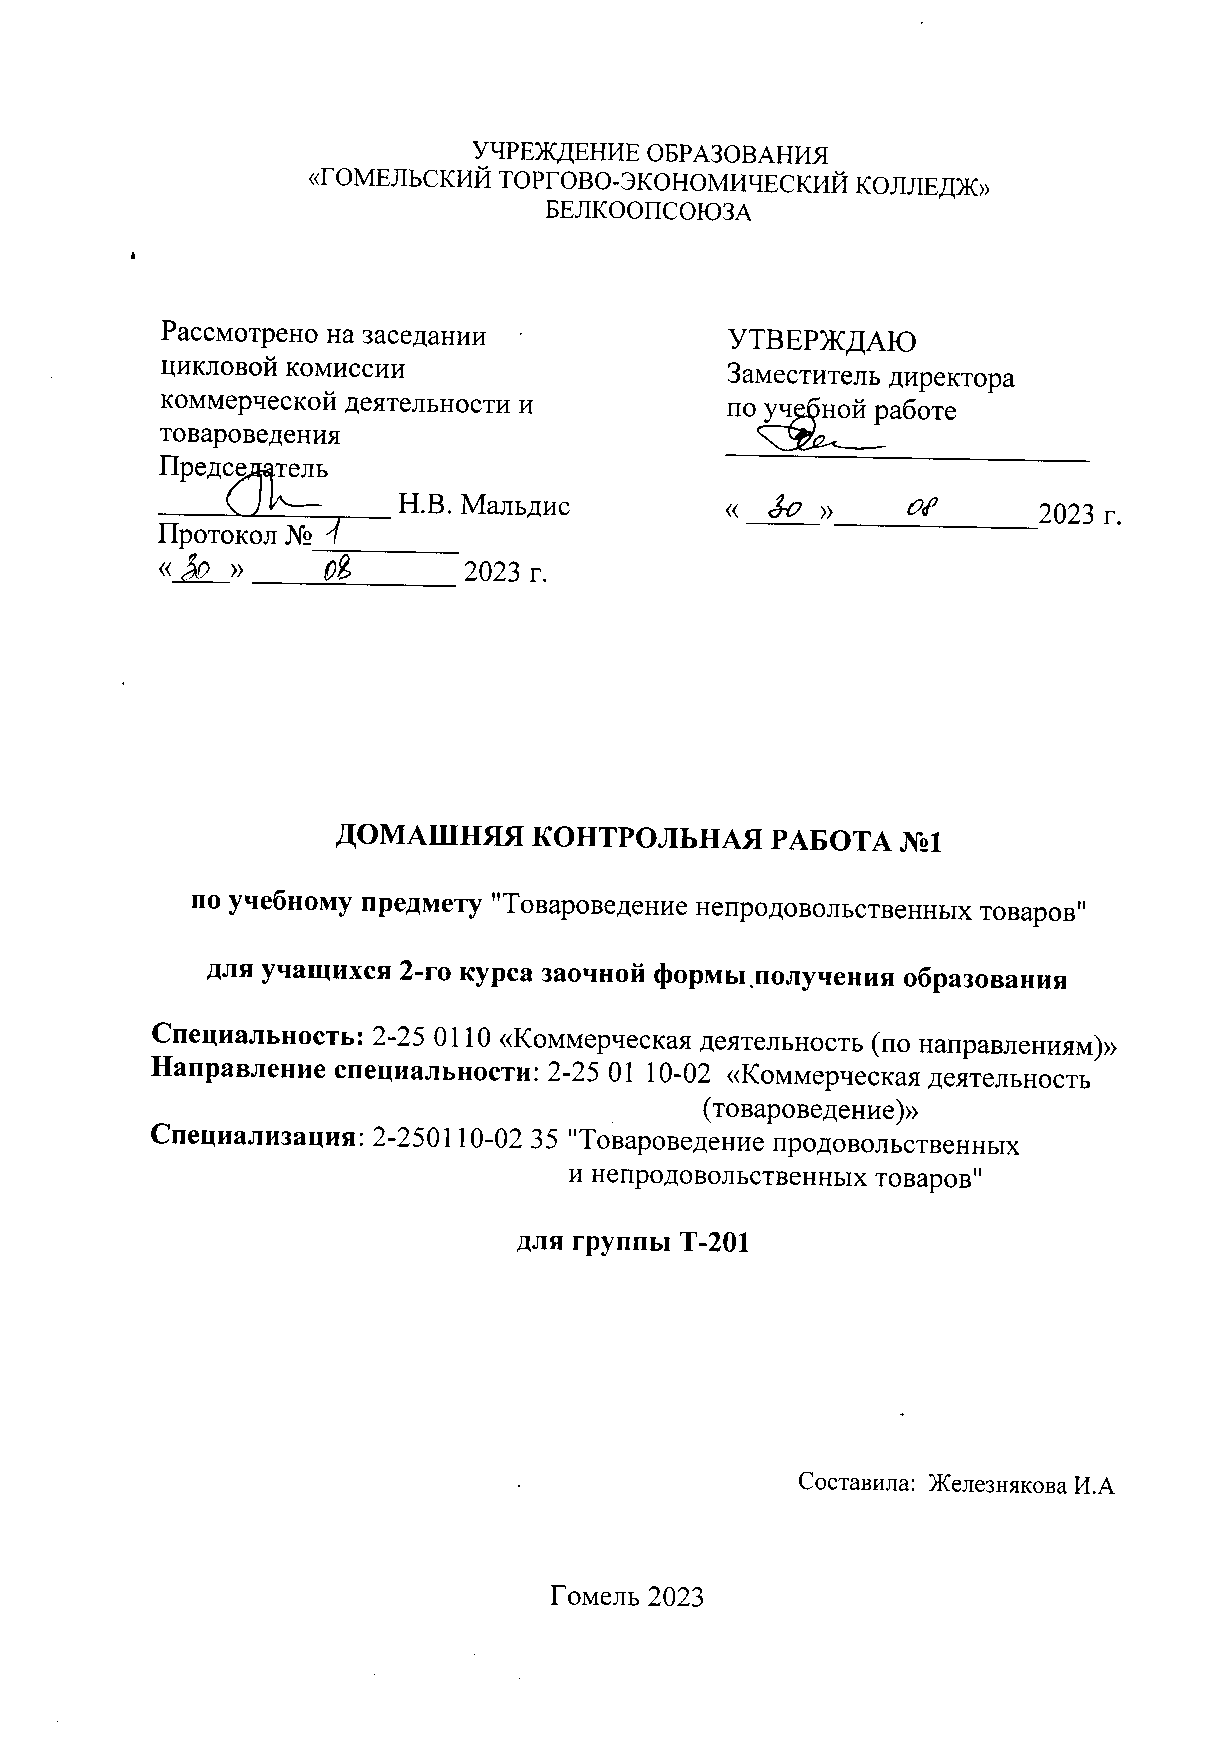 УЧРЕЖДЕНИЕ ОБРАЗОВАНИЯ
«ГОМЕЛЬСКИЙ ТОРГОВО-ЭКОНОМИЧЕСКИЙ КОЛЛЕДЖ»
БЕЛКООПСОЮЗА
Рассмотрено на заседании
цикловой комиссии
коммерческой деятельности и
товароведения
Председатель
Н.В. Мальдис
Протокол № 1
«30» 08 2023 г.
УТВЕРЖДАЮ
Заместитель директора
по учебной работе
« 30 » 08 2023 г.
ДОМАШНЯЯ КОНТРОЛЬНАЯ РАБОТА №1
по учебному предмету "Товароведение непродовольственных товаров"
для учащихся 2-го курса заочной формы получения образования
Специальность: 2-25 0110 «Коммерческая деятельность (по направлениям)»
Направление специальности: 2-25 01 10-02 «Коммерческая деятельность
(товароведение)»
Специализация: 2-250110-02 35 "Товароведение продовольственных
и непродовольственных товаров"
для группы Т-201
Составила: Железнякова И.А
Гомель 2023